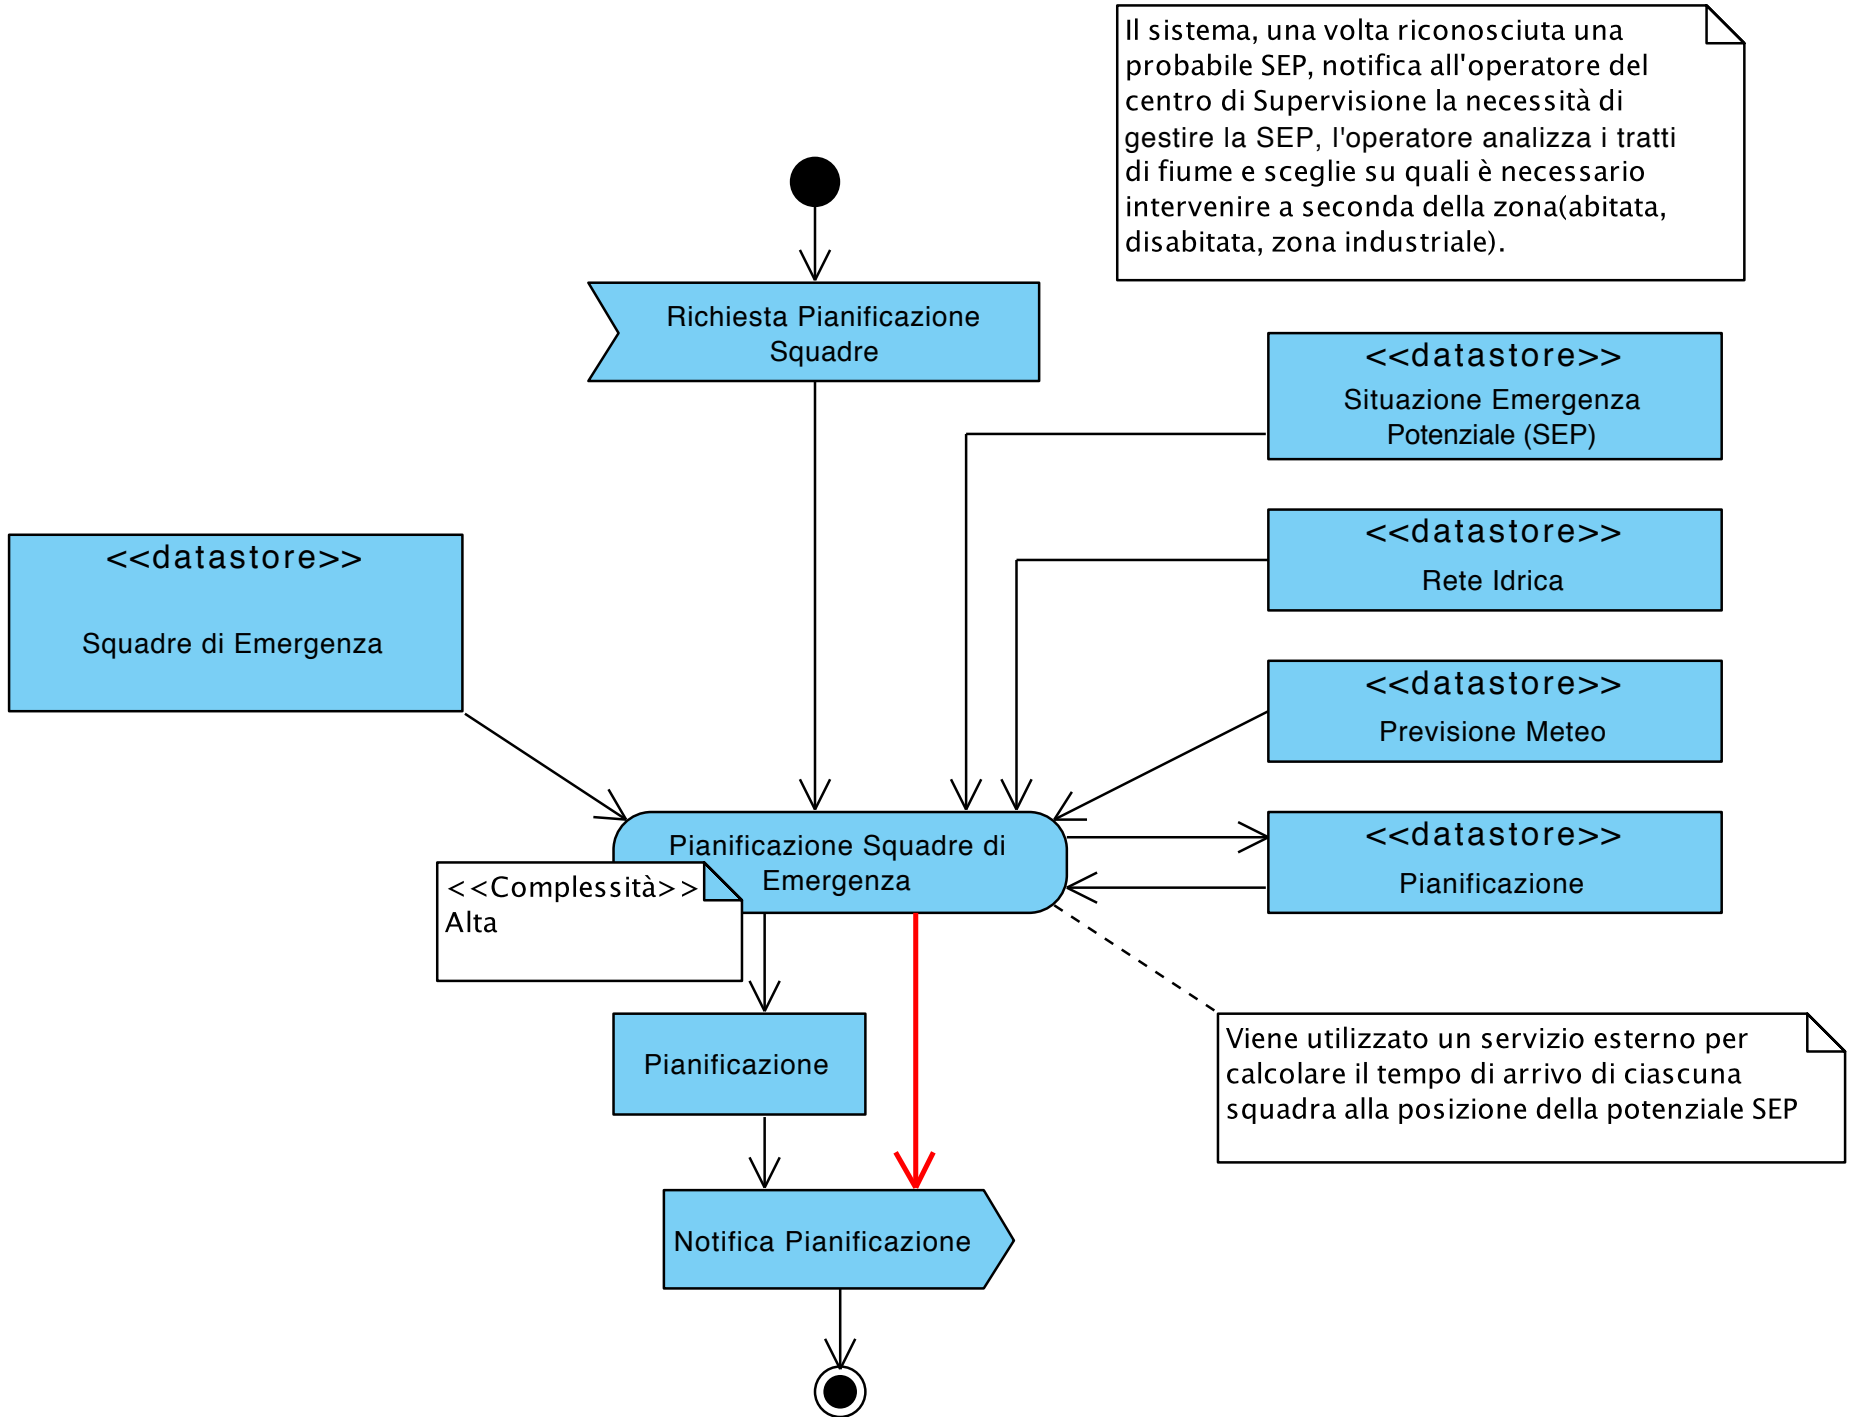 Il sistema, una volta riconosciuta una
probabile SEP, notifica all'operatore del
centro di Supervisione la necessità di
gestire la SEP, l'operatore analizza i tratti
di fiume e sceglie su quali è necessario
intervenire a seconda della zona(abitata,
disabitata, zona industriale).
Richiesta Pianificazione
Squadre
<<datastore>>
Situazione Emergenza
Potenziale (SEP)
<<datastore>>
Rete Idrica
<<datastore>>
Squadre di Emergenza
<<datastore>>
Previsione Meteo
<<datastore>>
Pianificazione
Pianificazione Squadre di
Emergenza
<<Complessità>>
Alta
Pianificazione
Viene utilizzato un servizio esterno per
calcolare il tempo di arrivo di ciascuna
squadra alla posizione della potenziale SEP
Notifica Pianificazione